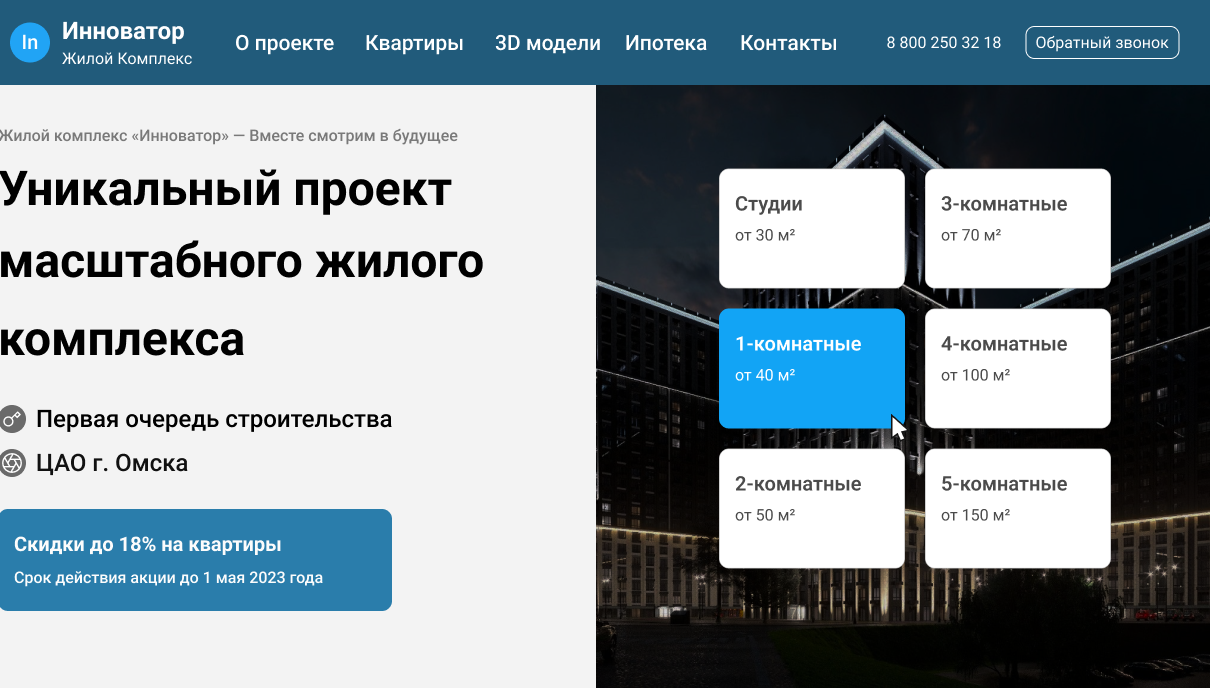 In
Инноватор
Жилой Комплекс
О проекте
Квартиры
3D модели
Ипотека
Контакты
8 800 250 32 18
Обратный звонок
Жилой комплекс «Инноватор» — Вместе смотрим в будущее
Уникальный проект
масштабного жилого
комплекса
Первая очередь строительства
ЦАО г. Омска
Скидки до 18% на квартиры
Срок действия акции до 1 мая 2023 года
Студии
от 30 м²
3-комнатные
от 70 м²
1-комнатные
от 40 м²
4-комнатные
от 100 м²
2-комнатные
от 50 м²
5-комнатные
от 150 м²